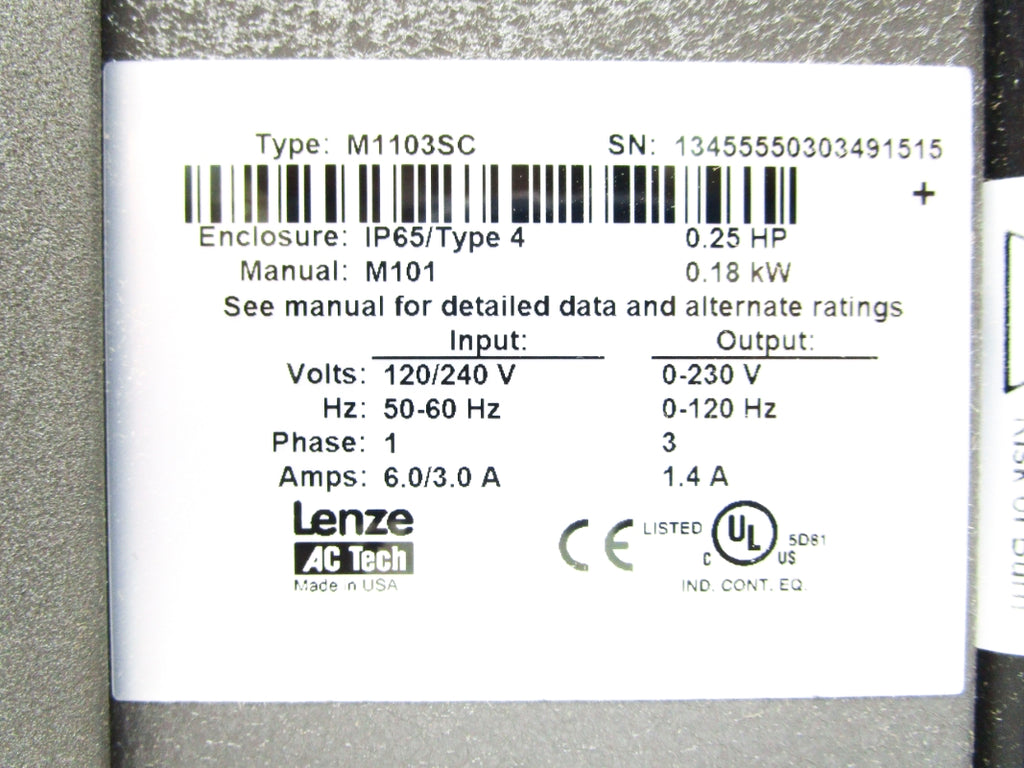 Type: M1103SC SN: 13455550303491515
+
Enclosure: IP65/Type 4 0.25 HP
Manual: M101 0.18 kW
See manual for detailed data and alternate ratings
Input: Output:
Volts: 120/240 V 0-230 V
Hz: 50-60 Hz 0-120 Hz
Phase: 1 3
Amps: 6.0/3.0 A 1.4 A
Lenze
AC Tech
Made in USA
CE LISTED C UL US 5D81
IND. CONT. EQ.
Risk of Burn